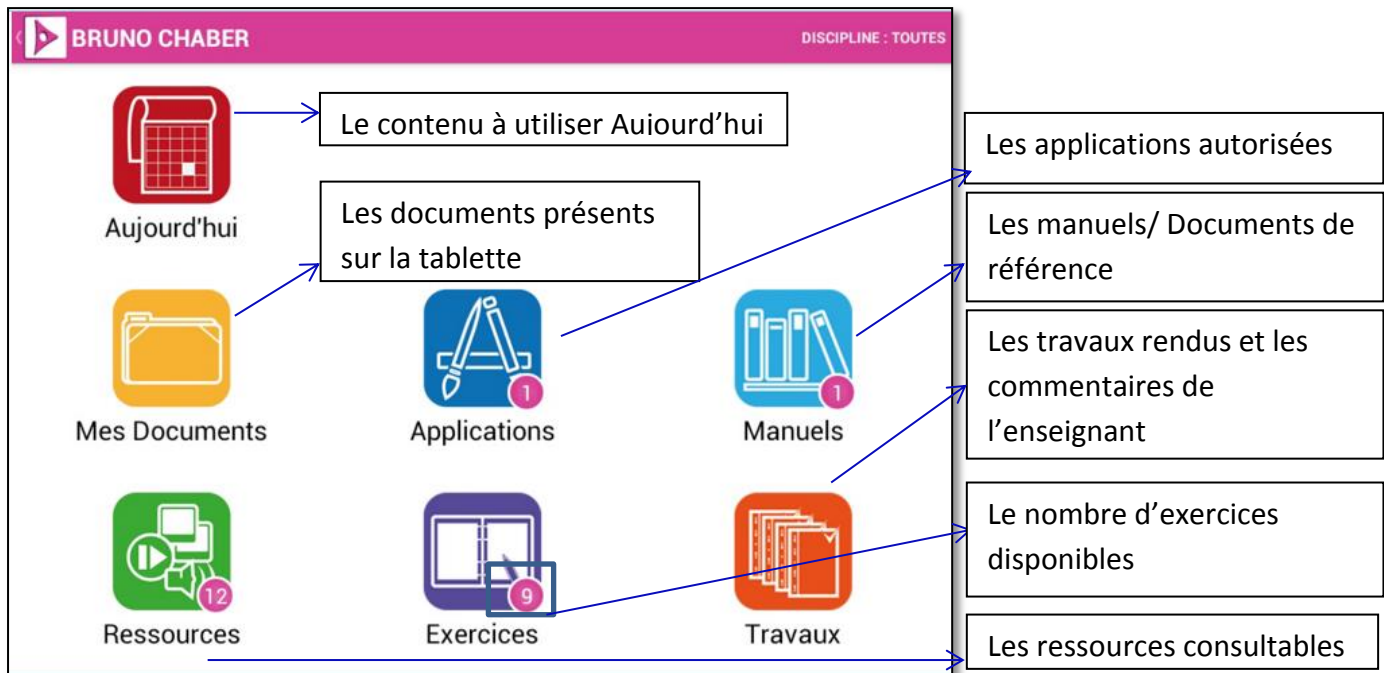 BRUNO CHABER
DISCIPLINE : TOUTES
Le contenu à utiliser Auiourd’hui
Aujourd'hui
Les documents présents
sur la tablette
Les applications autorisées
Les manuels/ Documents de
référence
1
1
Mes Documents
Applications
Manuels
Les travaux rendus et les
commentaires de
l’enseignant
12
9
Ressources
Exercices
Travaux
Le nombre d’exercices
disponibles
Les ressources consultables